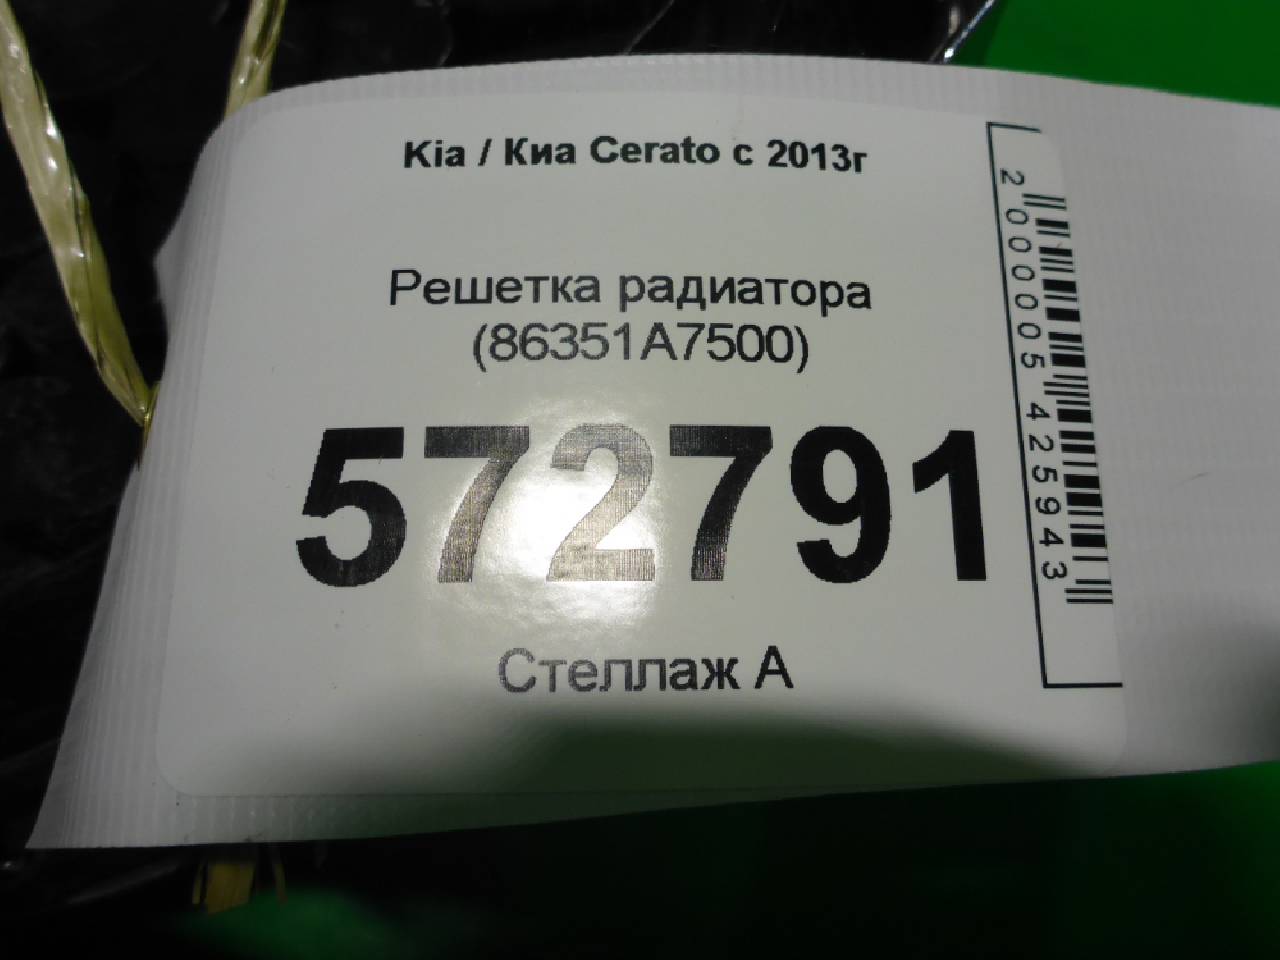 Kia / Киа Cerato с 2013г
Решетка радиатора
(86351A7500)
572791
Стеллаж А
2000005425943